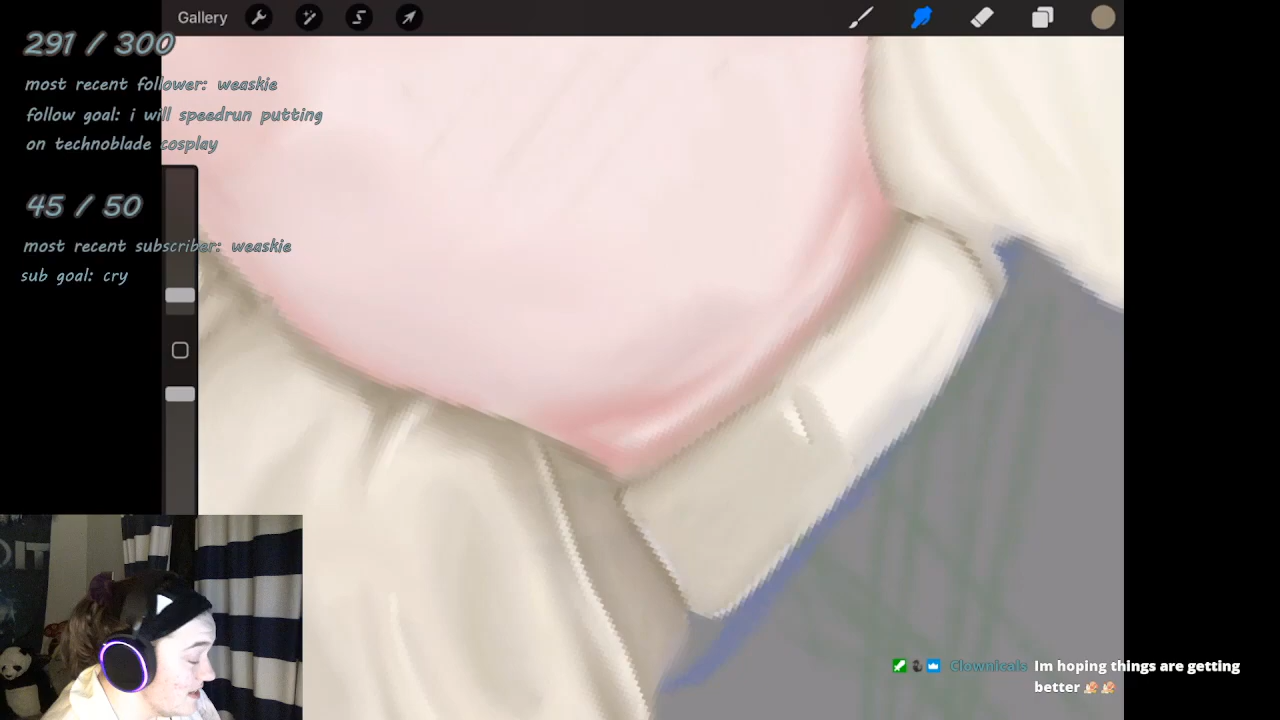 Gallery
291 / 300
most recent follower: weaskie
follow goal: i will speedrun putting
on technoblade cosplay
45 / 50
most recent subscriber: weaskie
sub goal: cry
Clownicals Im hoping things are getting
better